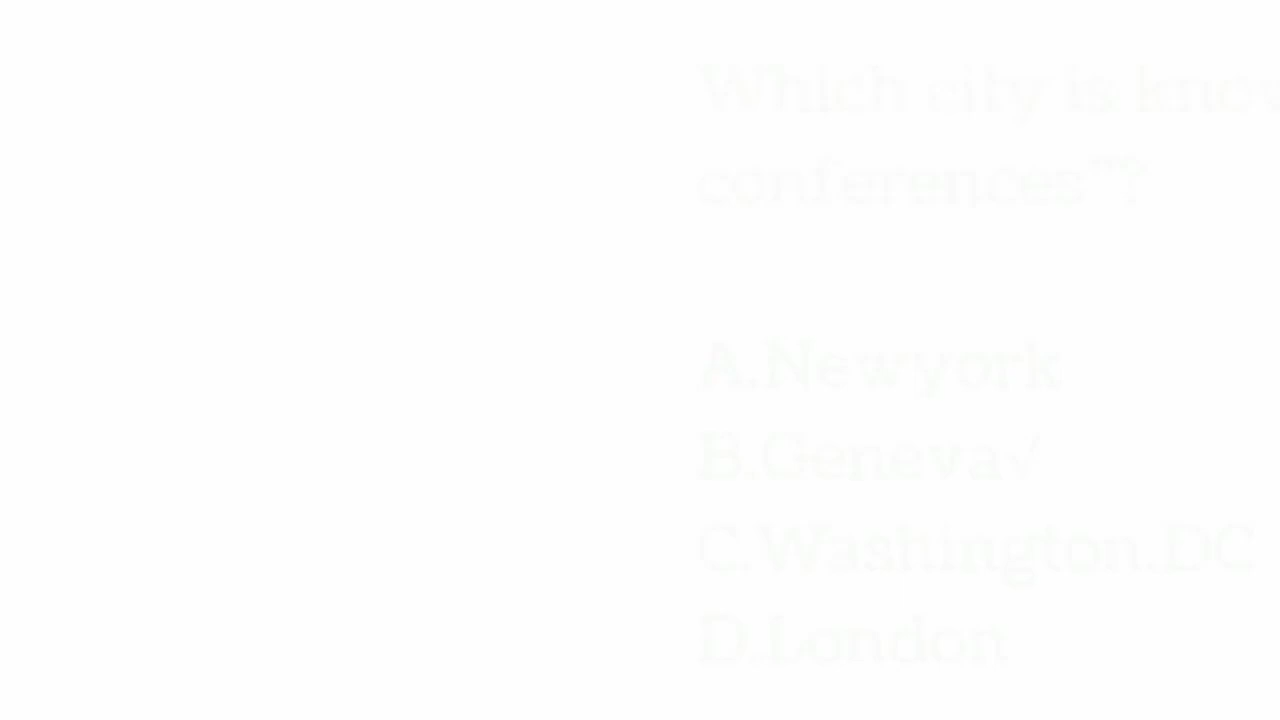 Which city is
conferences"?
A.Newyork
B.Geneva√
C.Washington.DC
D.London